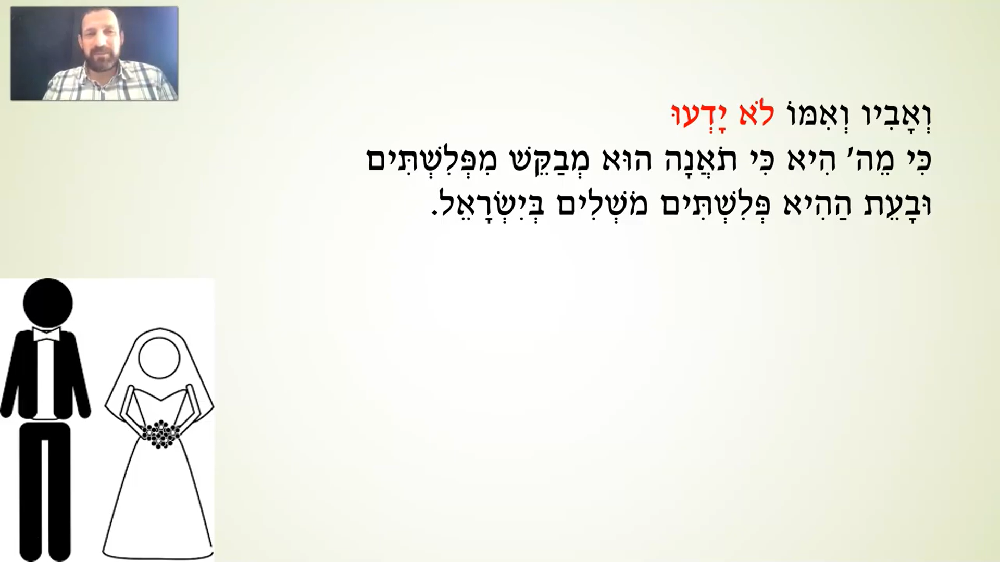 וְאָבִיו וְאִמּוֹ לֹא יָדְעוּ
כִּי מֵה' הִיא כִּי תֹאֲנָה הוּא מְבַקֵּשׁ מִפְּלִשְׁתִּים
וּבָעֵת הַהִיא פְּלִשְׁתִּים מֹשְׁלִים בְּיִשְׂרָאֵל.